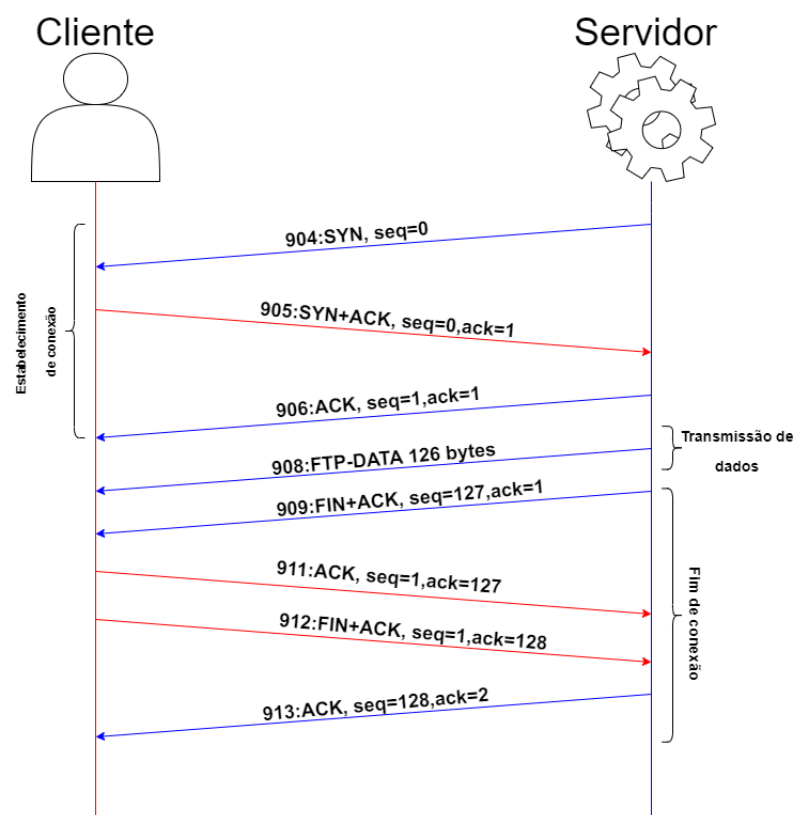 Cliente
Servidor
904:SYN, seq=0
905:SYN+ACK, seq=0,ack=1
Estabelecimento
de conexão
906:ACK, seq=1,ack=1
Transmissão de
dados
908:FTP-DATA 126 bytes
909:FIN+ACK, seq=127,ack=1
911:ACK, seq=1,ack=127
Fim de conexão
912:FIN+ACK, seq=1,ack=128
913:ACK, seq=128,ack=2